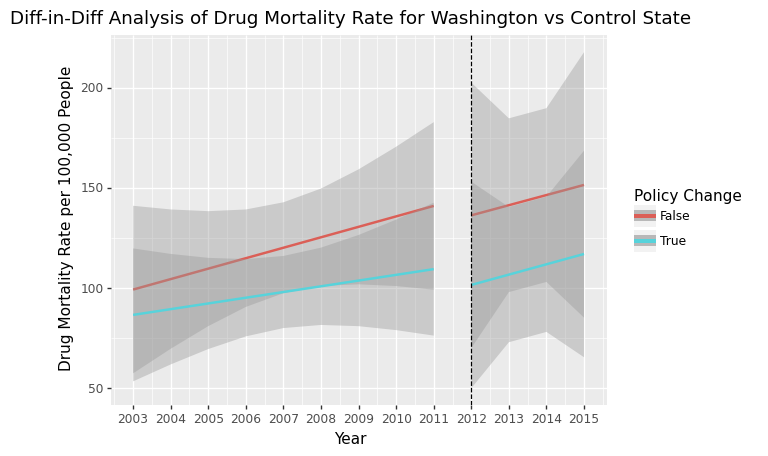 Diff-in-Diff Analysis of Drug Mortality Rate for Washington vs Control State
Drug Mortality Rate per 100,000 People
200
150
100
50
2003 2004 2005 2006 2007 2008 2009 2010 2011 2012 2013 2014 2015
Year
Policy Change
False
True